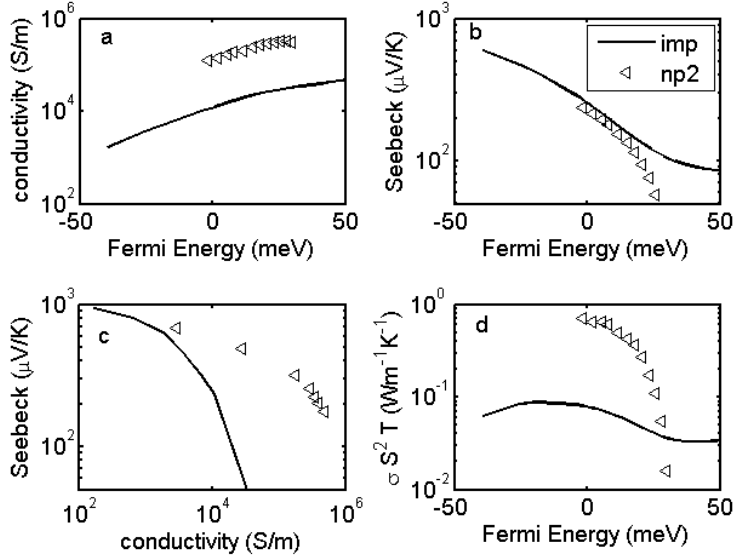 a
conductivity (S/m)
10^6
10^4
10^2
-50
0
50
Fermi Energy (meV)
b
imp
np2
Seebeck (μV/K)
10^3
10^2
-50
0
50
Fermi Energy (meV)
c
Seebeck (μV/K)
10^3
10^2
10^2
10^4
10^6
conductivity (S/m)
d
σ S^2 T (Wm^-1K^-1)
10^0
10^-1
10^-2
-50
0
50
Fermi Energy (meV)